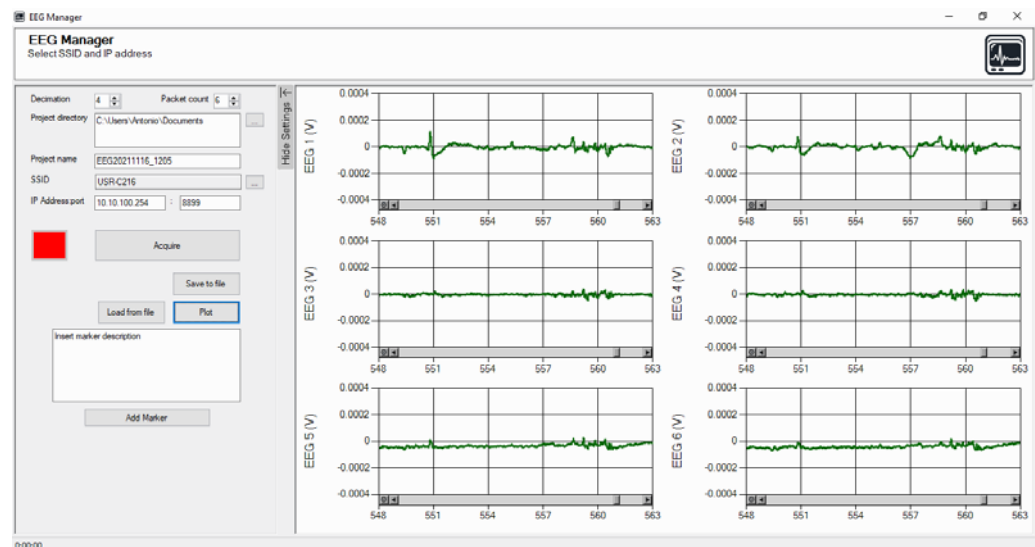 EEG Manager
EEG Manager
Select SSID and IP address
Decimation 4 Packet count 6
Project directory C:\Users\Antonio\Documents ...
Project name EEG20211116_1205
SSID USR-C216 ...
IP Address:port 10.10.100.254 : 8899
Acquire
Save to file
Load from file Plot
Insert marker description
Add Marker
Hide Settings
EEG 1 (V)
0.0004
0.0002
0
-0.0002
-0.0004
548 551 554 557 560 563
EEG 2 (V)
0.0004
0.0002
0
-0.0002
-0.0004
548 551 554 557 560 563
EEG 3 (V)
0.0004
0.0002
0
-0.0002
-0.0004
548 551 554 557 560 563
EEG 4 (V)
0.0004
0.0002
0
-0.0002
-0.0004
548 551 554 557 560 563
EEG 5 (V)
0.0004
0.0002
0
-0.0002
-0.0004
548 551 554 557 560 563
EEG 6 (V)
0.0004
0.0002
0
-0.0002
-0.0004
548 551 554 557 560 563
0:00:00